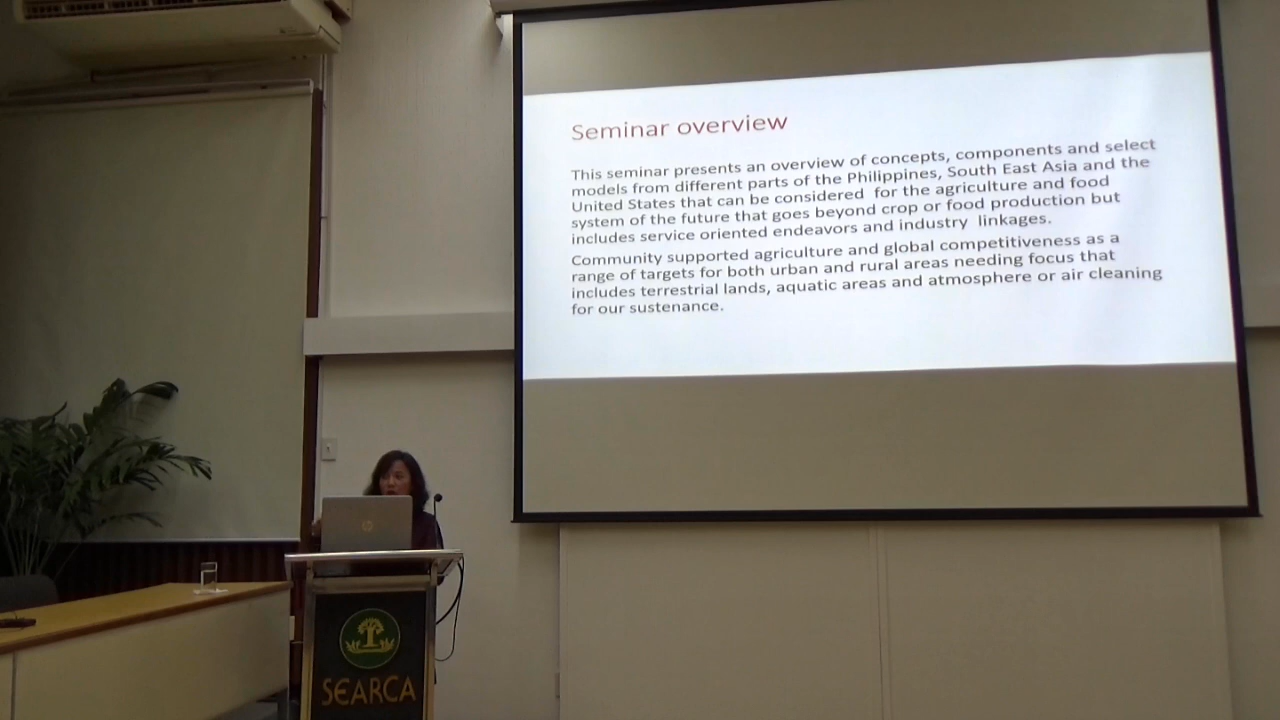 Seminar overview
This seminar presents an overview of concepts, components and select
models from different parts of the Philippines, South East Asia and the
United States that can be considered for the agriculture and food
system of the future that goes beyond crop or food production but
includes service oriented endeavors and industry linkages.
Community supported agriculture and global competitiveness as a
range of targets for both urban and rural areas needing focus that
includes terrestrial lands, aquatic areas and atmosphere or air cleaning
for our sustenance.
hp
SEARCA